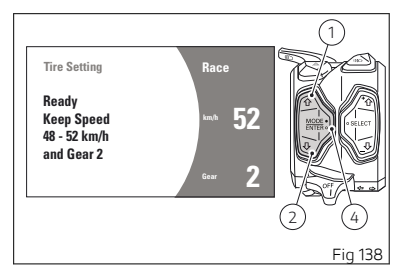 1
Tire Setting
Race
Ready
Keep Speed
48 - 52 km/h
and Gear 2
km/h 52
Gear 2
MODE
ENTER
SELECT
OFF
2
4
Fig 138